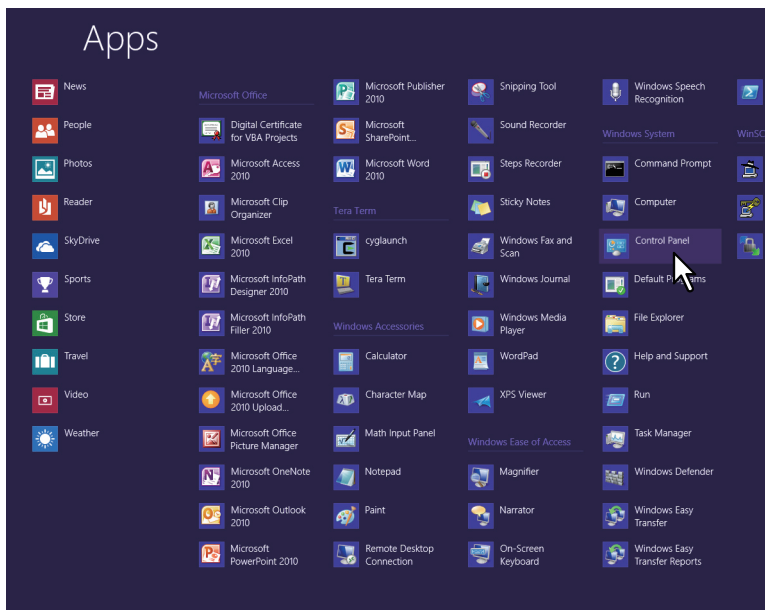 Apps
News
People
Photos
Reader
SkyDrive
Sports
Store
Travel
Video
Weather
Microsoft Office
Digital Certificate
for VBA Projects
Microsoft Access
2010
Microsoft Clip
Organizer
Microsoft Excel
2010
Microsoft InfoPath
Designer 2010
Microsoft InfoPath
Filler 2010
Microsoft Office
2010 Language...
Microsoft Office
2010 Upload...
Microsoft Office
Picture Manager
Microsoft OneNote
2010
Microsoft Outlook
2010
Microsoft
PowerPoint 2010
Microsoft Publisher
2010
Microsoft
SharePoint...
Microsoft Word
2010
Tera Term
cyglaunch
Tera Term
Windows Accessories
Calculator
Character Map
Math Input Panel
Notepad
Paint
Remote Desktop
Connection
Snipping Tool
Sound Recorder
Steps Recorder
Sticky Notes
Windows Fax and
Scan
Windows Journal
Windows Media
Player
WordPad
XPS Viewer
Windows Ease of Access
Magnifier
Narrator
On-Screen
Keyboard
Windows Speech
Recognition
Windows System
Command Prompt
Computer
Control Panel
Default Programs
File Explorer
Help and Support
Run
Task Manager
Windows Defender
Windows Easy
Transfer
Windows Easy
Transfer Reports
WinSC